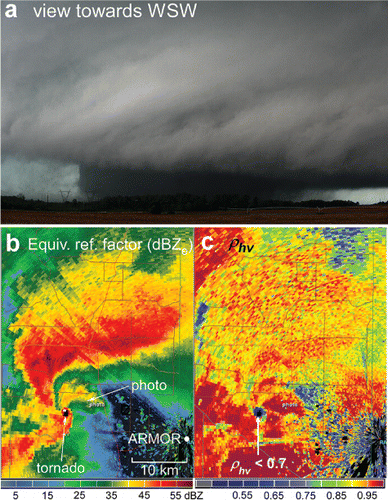 a view towards WSW
b Equiv. ref. factor (dBZe)
c ρhv
photo
photo
tornado
ARMOR
10 km
ρhv < 0.7
5 15 25 35 45 55 dBZ
0.55 0.65 0.75 0.85 0.95